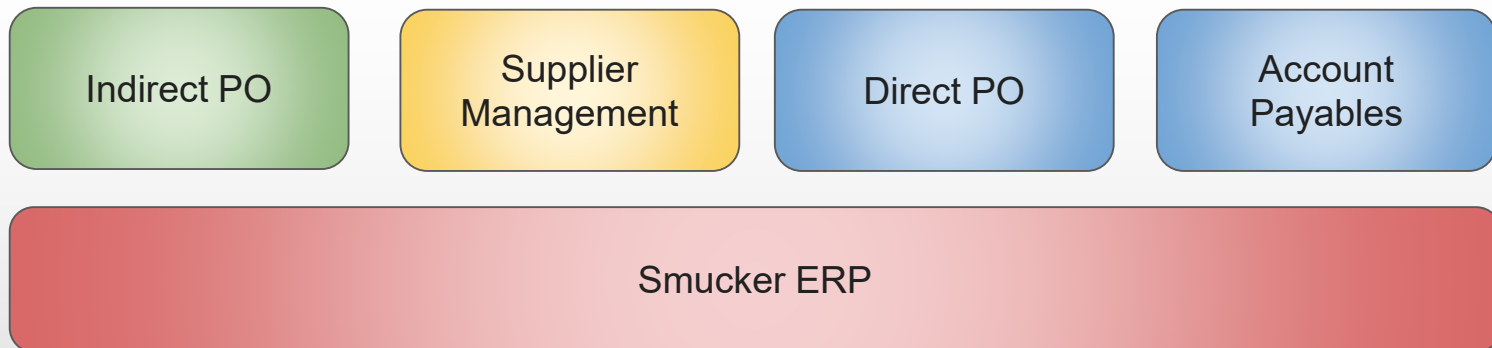 Indirect PO
Supplier
Management
Direct PO
Account
Payables
Smucker ERP